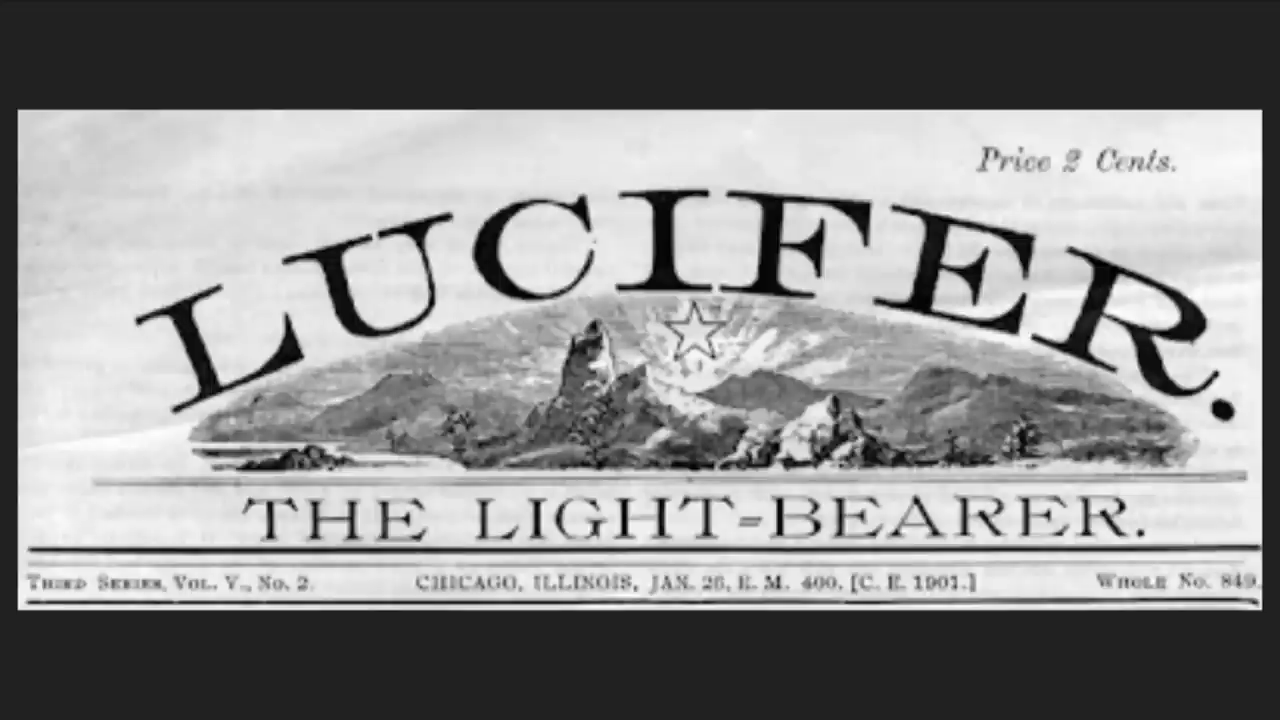 Price 2 Cents.
LUCIFER.
THE LIGHT-BEARER.
THIRD SERIES, VOL. V., NO. 2. CHICAGO, ILLINOIS, JAN. 26, E. M. 400. [C. E. 1901.] WHOLE NO. 849.